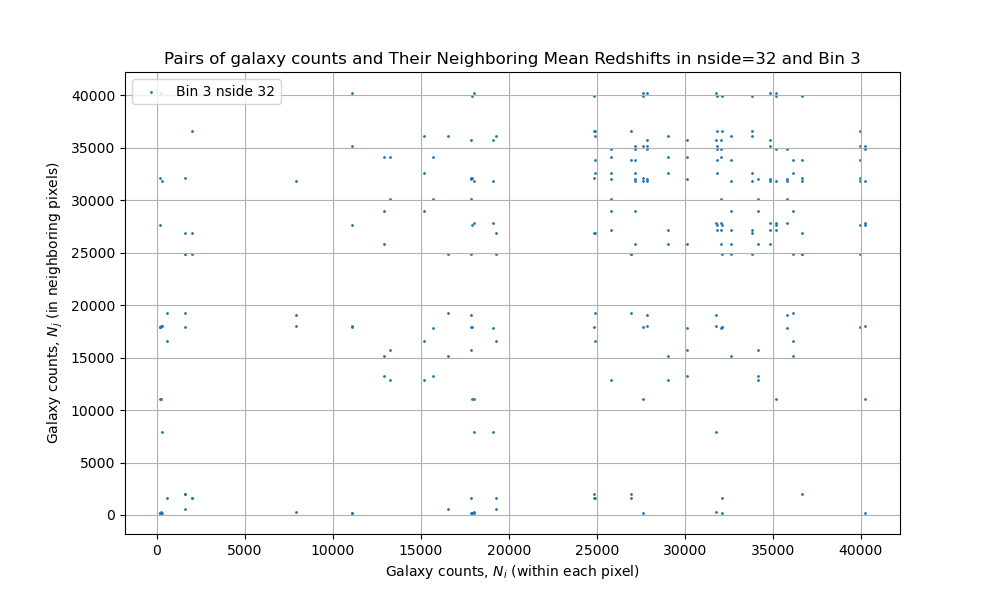 Pairs of galaxy counts and Their Neighboring Mean Redshifts in nside=32 and Bin 3
Bin 3 nside 32
Galaxy counts, N_j (in neighboring pixels)
40000
35000
30000
25000
20000
15000
10000
5000
0
0 5000 10000 15000 20000 25000 30000 35000 40000
Galaxy counts, N_i (within each pixel)